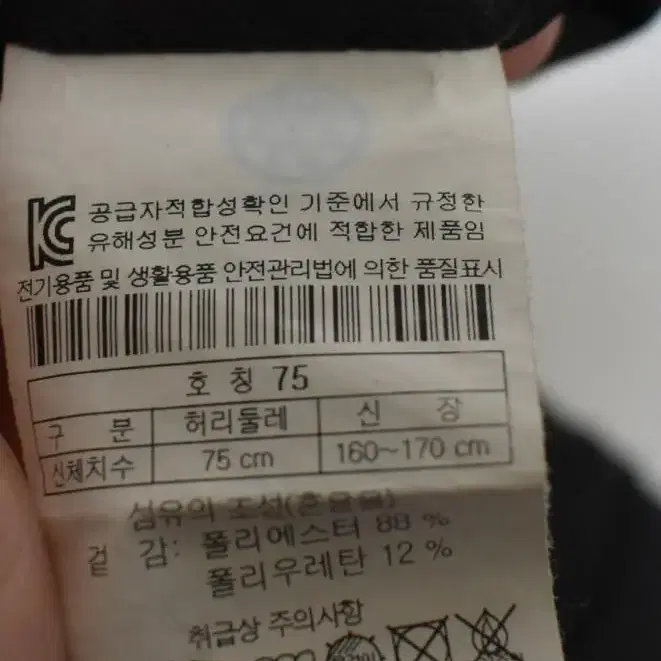 KC 공급자적합성확인 기준에서 규정한
유해성분 안전요건에 적합한 제품임
전기용품 및 생활용품 안전관리법에 의한 품질표시
호 칭 75
구 분 허리둘레 신 장
신체치수 75 cm 160~170 cm
섬유의 조성(혼용율)
겉 감: 폴리에스터 88 %
폴리우레탄 12 %
취급상 주의사항